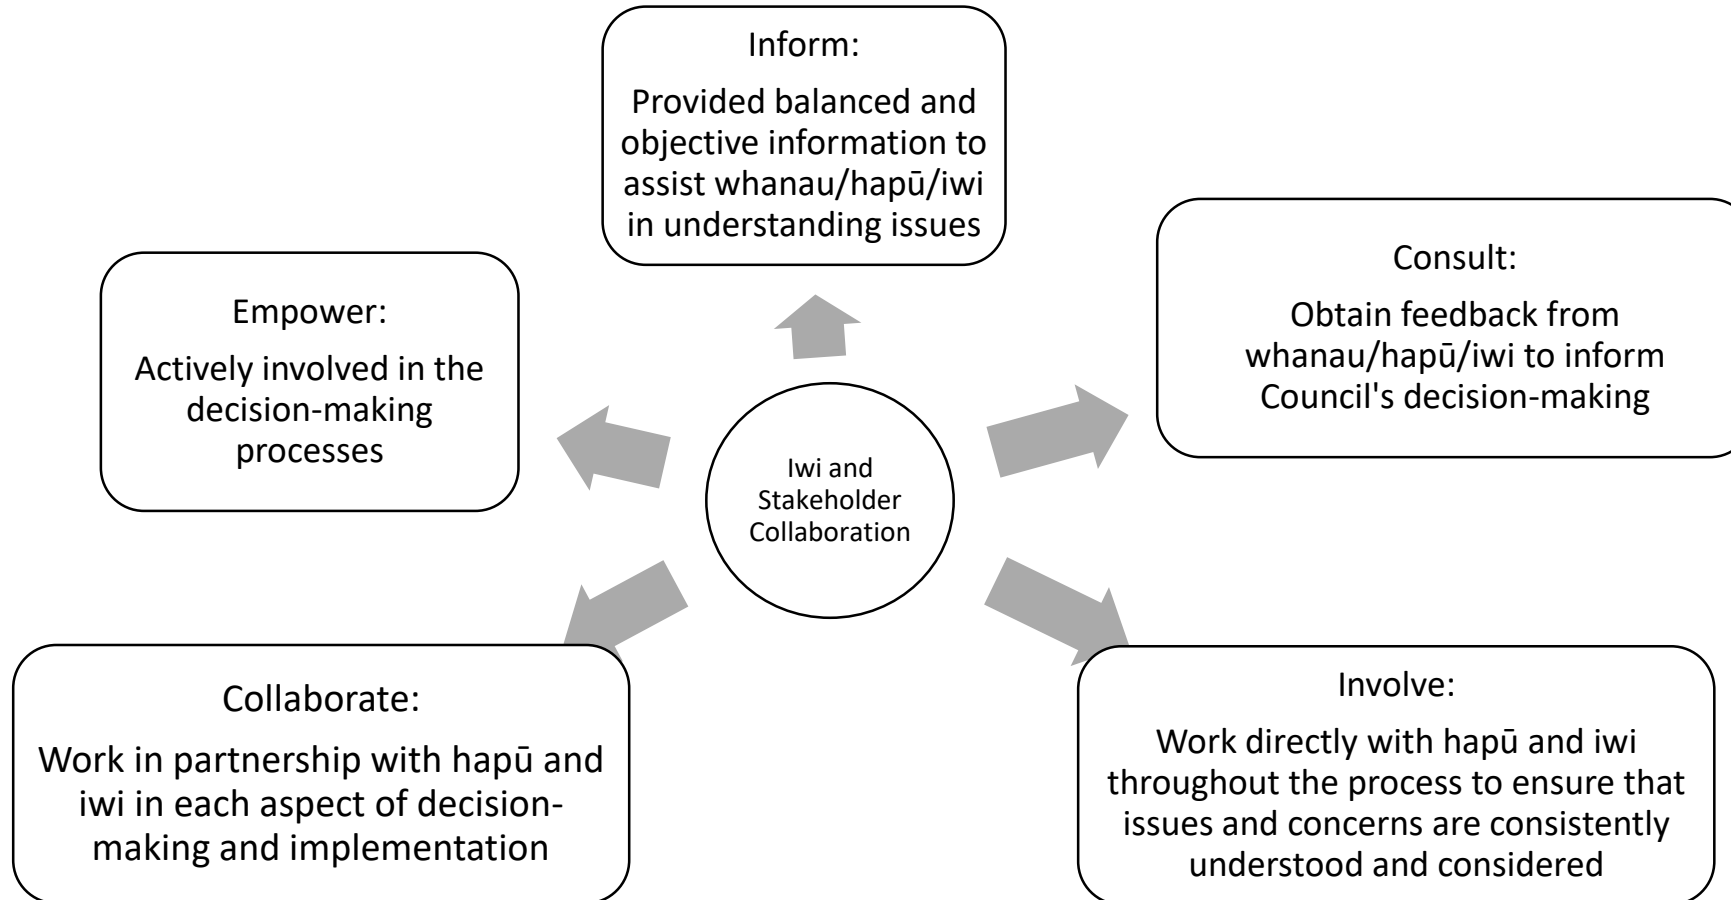 Inform:
Provided balanced and
objective information to
assist whanau/hapū/iwi
in understanding issues
Consult:
Obtain feedback from
whanau/hapū/iwi to inform
Council's decision-making
Empower:
Actively involved in the
decision-making
processes
Iwi and
Stakeholder
Collaboration
Collaborate:
Work in partnership with hapū and
iwi in each aspect of decision-
making and implementation
Involve:
Work directly with hapū and iwi
throughout the process to ensure that
issues and concerns are consistently
understood and considered